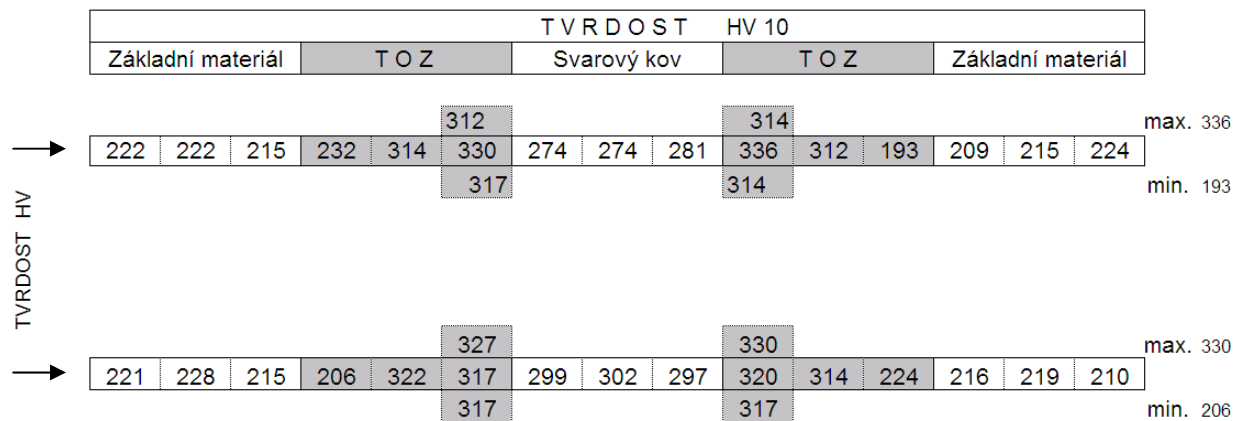 T V R D O S T HV 10
Základní materiál T O Z Svarový kov T O Z Základní materiál
312 314 max. 336
222 222 215 232 314 330 274 274 281 336 312 193 209 215 224
317 314 min. 193
TVRDOST HV
327 330 max. 330
221 228 215 206 322 317 299 302 297 320 314 224 216 219 210
317 317 min. 206